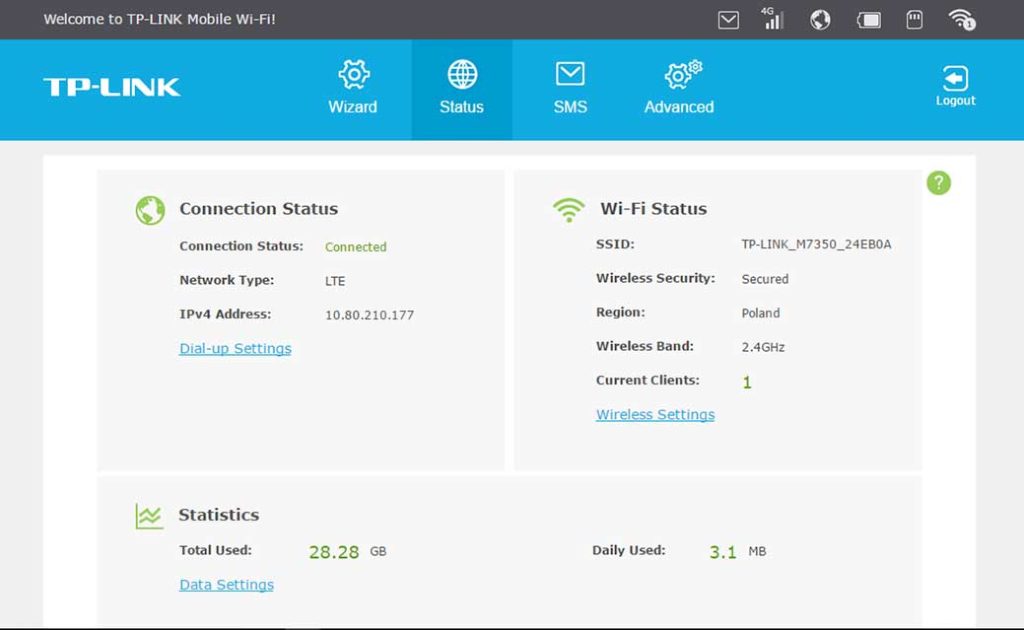 Welcome to TP-LINK Mobile Wi-Fi!
4G
1
TP-LINK
Wizard
Status
SMS
Advanced
Logout
?
Connection Status
Connection Status: Connected
Network Type: LTE
IPv4 Address: 10.80.210.177
Dial-up Settings
Wi-Fi Status
SSID: TP-LINK_M7350_24EB0A
Wireless Security: Secured
Region: Poland
Wireless Band: 2.4GHz
Current Clients: 1
Wireless Settings
Statistics
Total Used: 28.28 GB
Daily Used: 3.1 MB
Data Settings